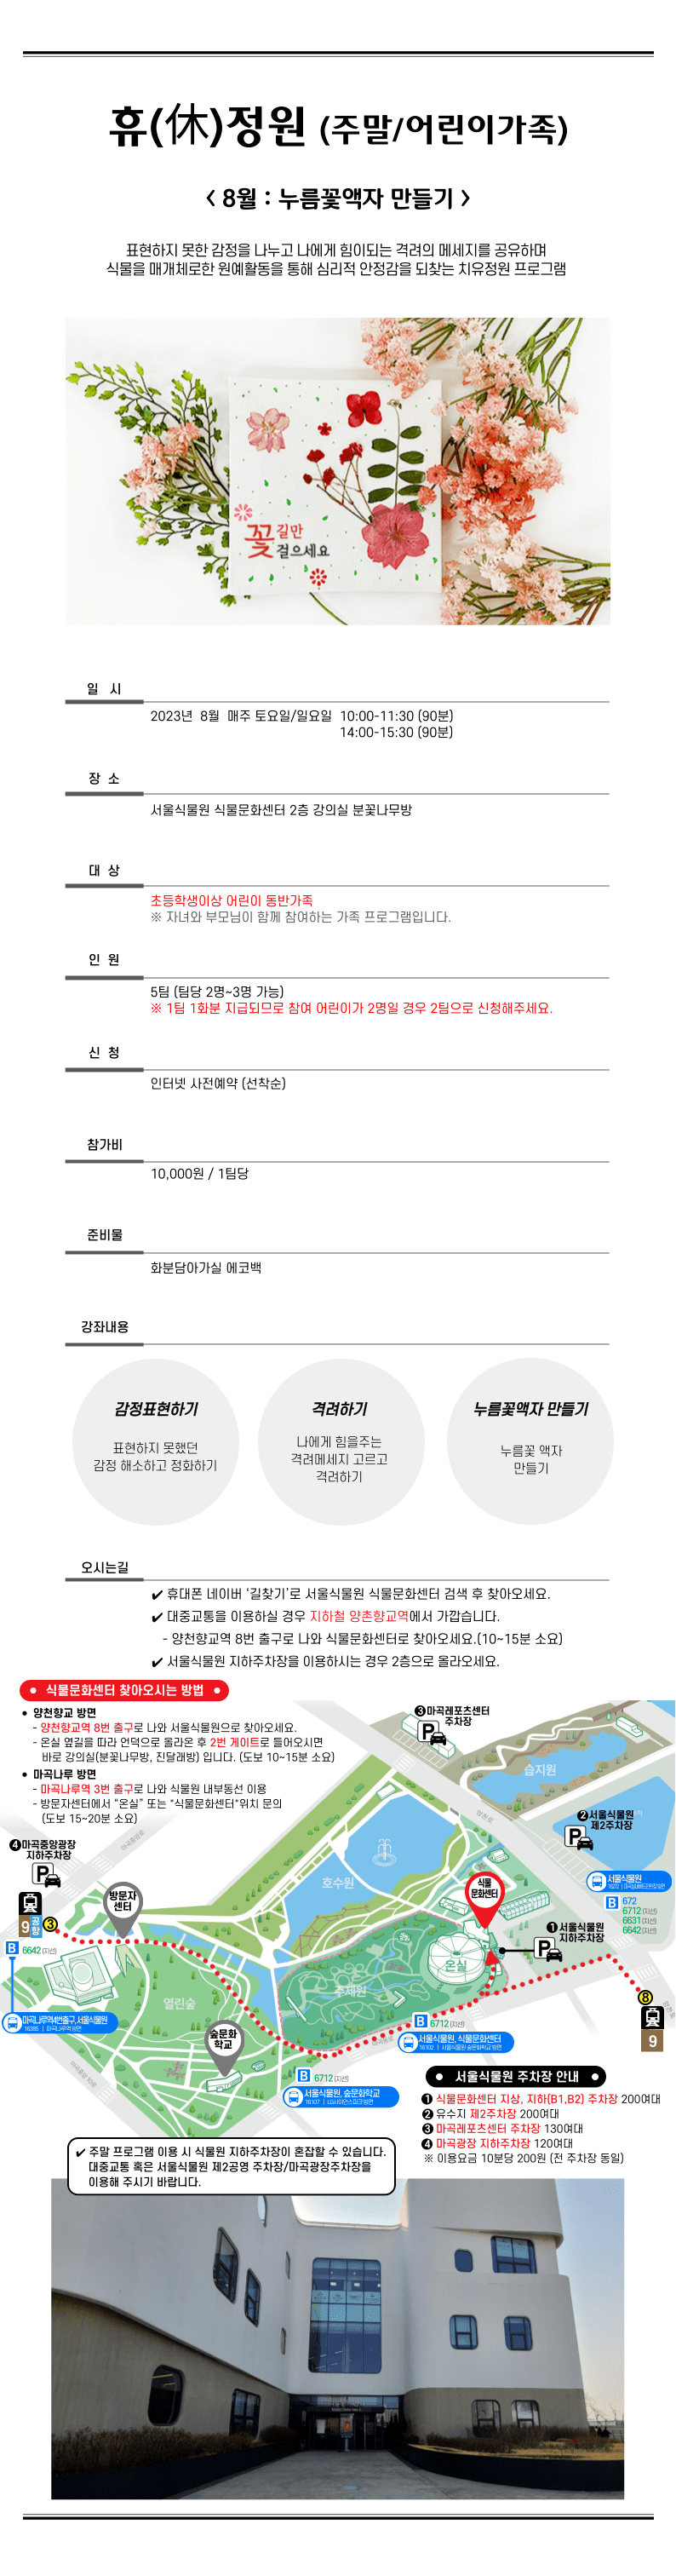 휴(休)정원 (주말/어린이가족)
< 8월 : 누름꽃액자 만들기 >
표현하지 못한 감정을 나누고 나에게 힘이되는 격려의 메세지를 공유하며
식물을 매개체로한 원예활동을 통해 심리적 안정감을 되찾는 치유정원 프로그램
꽃길만
걸으세요
일 시
2023년 8월 매주 토요일/일요일 10:00-11:30 (90분)
14:00-15:30 (90분)
장 소
서울식물원 식물문화센터 2층 강의실 분꽃나무방
대 상
초등학생이상 어린이 동반가족
※ 자녀와 부모님이 함께 참여하는 가족 프로그램입니다.
인 원
5팀 (팀당 2명~3명 가능)
※ 1팀 1화분 지급되므로 참여 어린이가 2명일 경우 2팀으로 신청해주세요.
신 청
인터넷 사전예약 (선착순)
참가비
10,000원 / 1팀당
준비물
화분담아가실 에코백
강좌내용
감정표현하기
표현하지 못했던
감정 해소하고 정화하기
격려하기
나에게 힘을주는
격려메세지 고르고
격려하기
누름꽃액자 만들기
누름꽃 액자
만들기
오시는길
✔ 휴대폰 네이버 ‘길찾기’로 서울식물원 식물문화센터 검색 후 찾아오세요.
✔ 대중교통을 이용하실 경우 지하철 양촌향교역에서 가깝습니다.
- 양천향교역 8번 출구로 나와 식물문화센터로 찾아오세요.(10~15분 소요)
✔ 서울식물원 지하주차장을 이용하시는 경우 2층으로 올라오세요.
• 식물문화센터 찾아오시는 방법 •
• 양천향교 방면
- 양천향교역 8번 출구로 나와 서울식물원으로 찾아오세요.
- 온실 옆길을 따라 언덕으로 올라온 후 2번 게이트로 들어오시면
바로 강의실(분꽃나무방, 진달래방) 입니다. (도보 10~15분 소요)
• 마곡나루 방면
- 마곡나루역 3번 출구로 나와 식물원 내부동선 이용
- 방문자센터에서 “온실” 또는 “식물문화센터"위치 문의
(도보 15~20분 소요)
❸마곡레포츠센터
주차장
P
습지원
❷서울식물원
제2주차장
P
❹마곡중앙광장
지하주차장
P
호수원
방문자
센터
식물
문화센터
서울식물원
B 672
6712(지선)
6631(지선)
6642(지선)
❶서울식물원
지하주차장
P
9 공항 3
B 6642(지선)
온실
주제원
열린숲
8
9
마곡나루역4번출구,서울식물원
숲문화
학교
B 6712(지선)
서울식물원, 식물문화센터
B 6712(지선)
서울식물원, 숲문화학교
• 서울식물원 주차장 안내 •
❶ 식물문화센터 지상, 지하(B1,B2) 주차장 200여대
❷ 유수지 제2주차장 200여대
❸ 마곡레포츠센터 주차장 130여대
❹ 마곡광장 지하주차장 120여대
※ 이용요금 10분당 200원 (전 주차장 동일)
✔ 주말 프로그램 이용 시 식물원 지하주차장이 혼잡할 수 있습니다.
대중교통 혹은 서울식물원 제2공영 주차장/마곡광장주차장을
이용해 주시기 바랍니다.